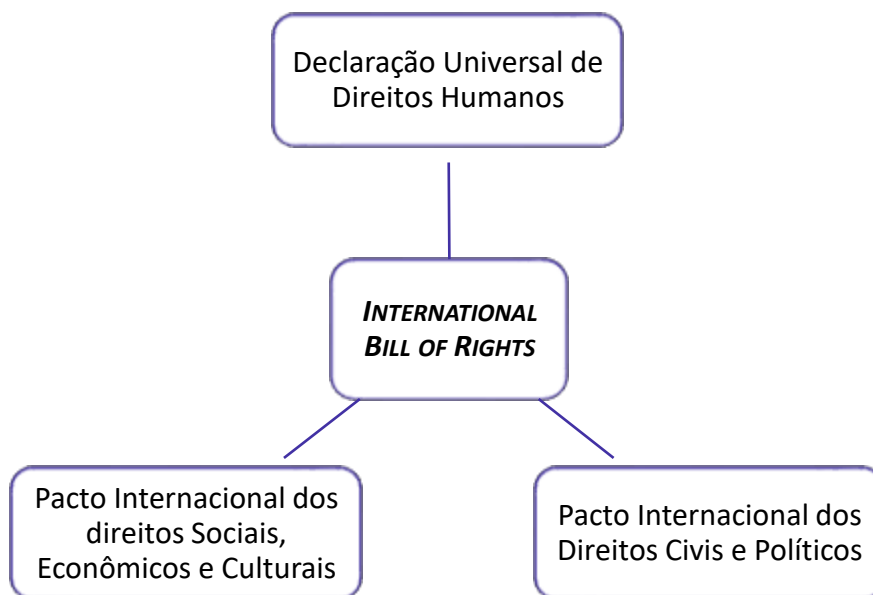 Declaração Universal de
Direitos Humanos
INTERNATIONAL
BILL OF RIGHTS
Pacto Internacional dos
direitos Sociais,
Econômicos e Culturais
Pacto Internacional dos
Direitos Civis e Políticos